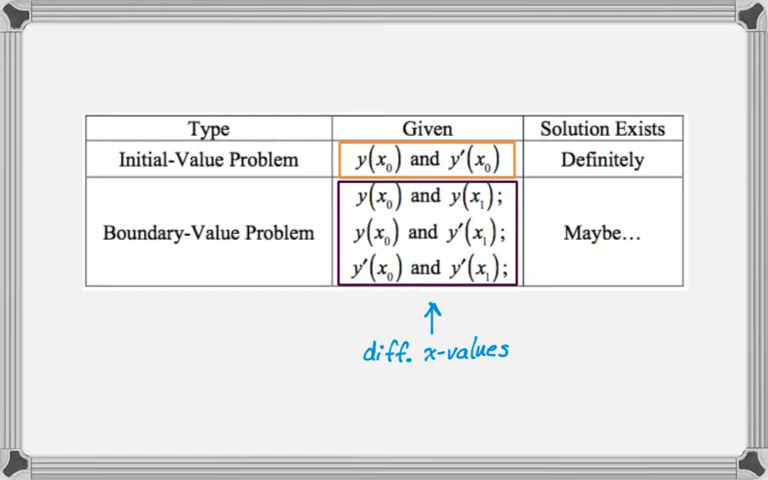 Type Given Solution Exists
Initial-Value Problem y(x₀) and y′(x₀) Definitely
y(x₀) and y(x₁);
Boundary-Value Problem y(x₀) and y′(x₁); Maybe…
y′(x₀) and y′(x₁);
↑
diff. x-values